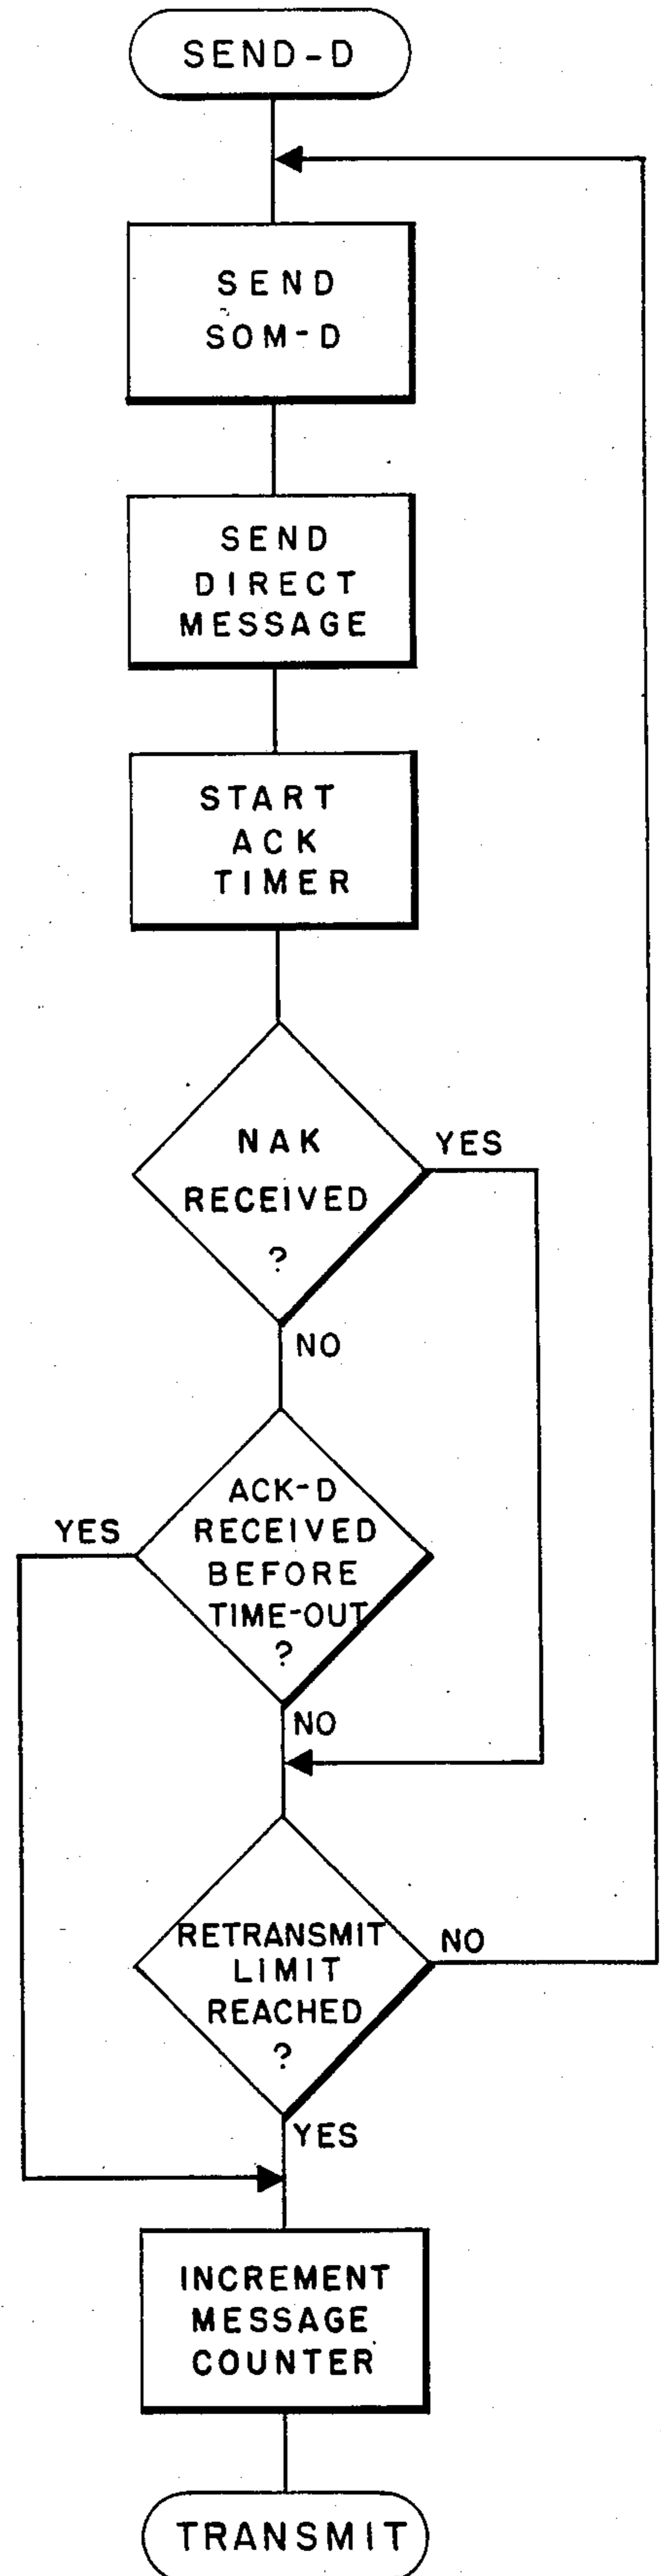 SEND-D
SEND
SOM-D
SEND
DIRECT
MESSAGE
START
ACK
TIMER
NAK
RECEIVED
?
YES
NO
ACK-D
RECEIVED
BEFORE
TIME-OUT
?
YES
NO
RETRANSMIT
LIMIT
REACHED
?
NO
YES
INCREMENT
MESSAGE
COUNTER
TRANSMIT